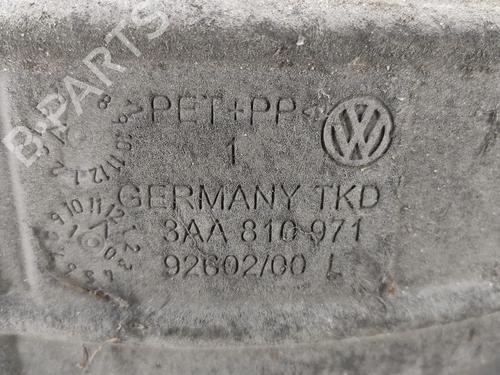 B-PARTS
>PET+PP<
1
GERMANY TKD
3AA 810 971
92602/00 L